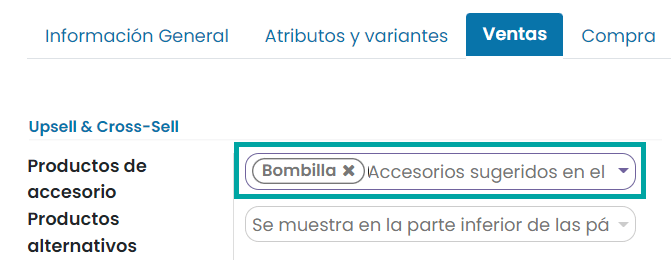 Información General Atributos y variantes Ventas Compra
Upsell & Cross-Sell
Productos de accesorio
Bombilla ✖ Accesorios sugeridos en el
Productos alternativos
Se muestra en la parte inferior de las pá